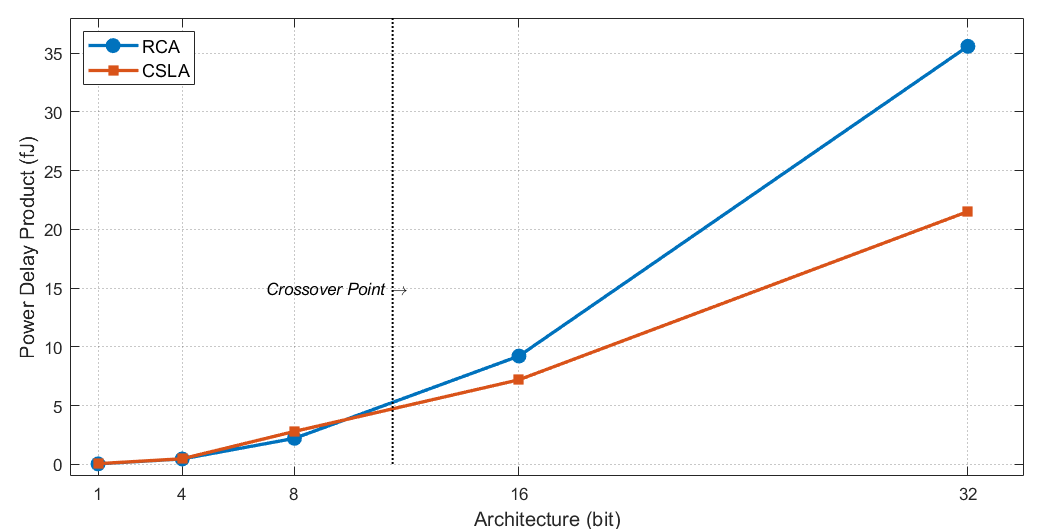 RCA
CSLA
35
30
25
20
15
10
5
0
Power Delay Product (fJ)
Crossover Point →
1 4 8 16 32
Architecture (bit)